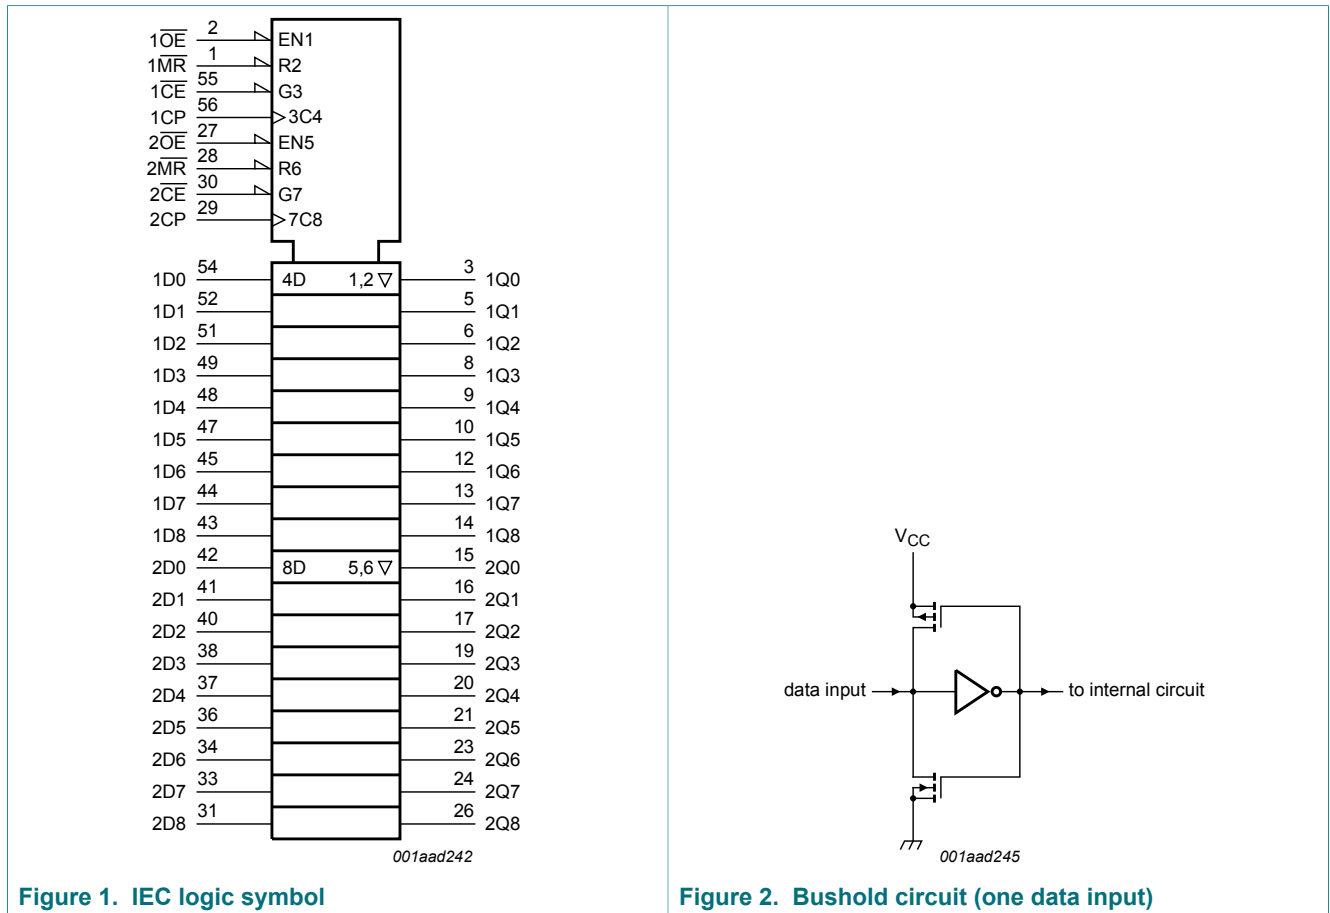 1O̅E̅ 2 EN1
1M̅R̅ 1 R2
1C̅E̅ 55 G3
1CP 56 3C4
2O̅E̅ 27 EN5
2M̅R̅ 28 R6
2C̅E̅ 30 G7
2CP 29 7C8
1D0 54 4D 1,2 ▽ 3 1Q0
1D1 52 5 1Q1
1D2 51 6 1Q2
1D3 49 8 1Q3
1D4 48 9 1Q4
1D5 47 10 1Q5
1D6 45 12 1Q6
1D7 44 13 1Q7
1D8 43 14 1Q8
2D0 42 8D 5,6 ▽ 15 2Q0
2D1 41 16 2Q1
2D2 40 17 2Q2
2D3 38 19 2Q3
2D4 37 20 2Q4
2D5 36 21 2Q5
2D6 34 23 2Q6
2D7 33 24 2Q7
2D8 31 26 2Q8
001aad242
Figure 1. IEC logic symbol
VCC
data input
to internal circuit
001aad245
Figure 2. Bushold circuit (one data input)